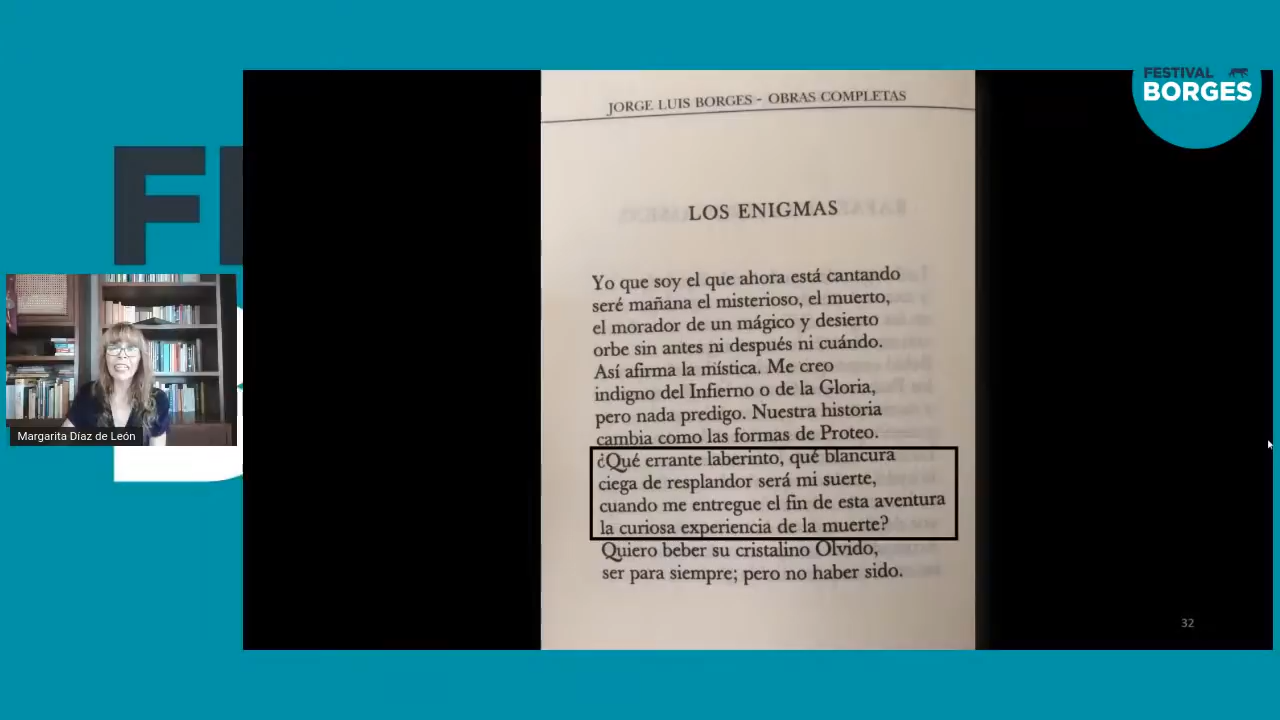 FESTIVAL
BORGES
JORGE LUIS BORGES - OBRAS COMPLETAS
LOS ENIGMAS
Yo que soy el que ahora está cantando
seré mañana el misterioso, el muerto,
el morador de un mágico y desierto
orbe sin antes ni después ni cuándo.
Así afirma la mística. Me creo
indigno del Infierno o de la Gloria,
pero nada predigo. Nuestra historia
cambia como las formas de Proteo.
¿Qué errante laberinto, qué blancura
ciega de resplandor será mi suerte,
cuando me entregue el fin de esta aventura
la curiosa experiencia de la muerte?
Quiero beber su cristalino Olvido,
ser para siempre; pero no haber sido.
Margarita Díaz de León
32